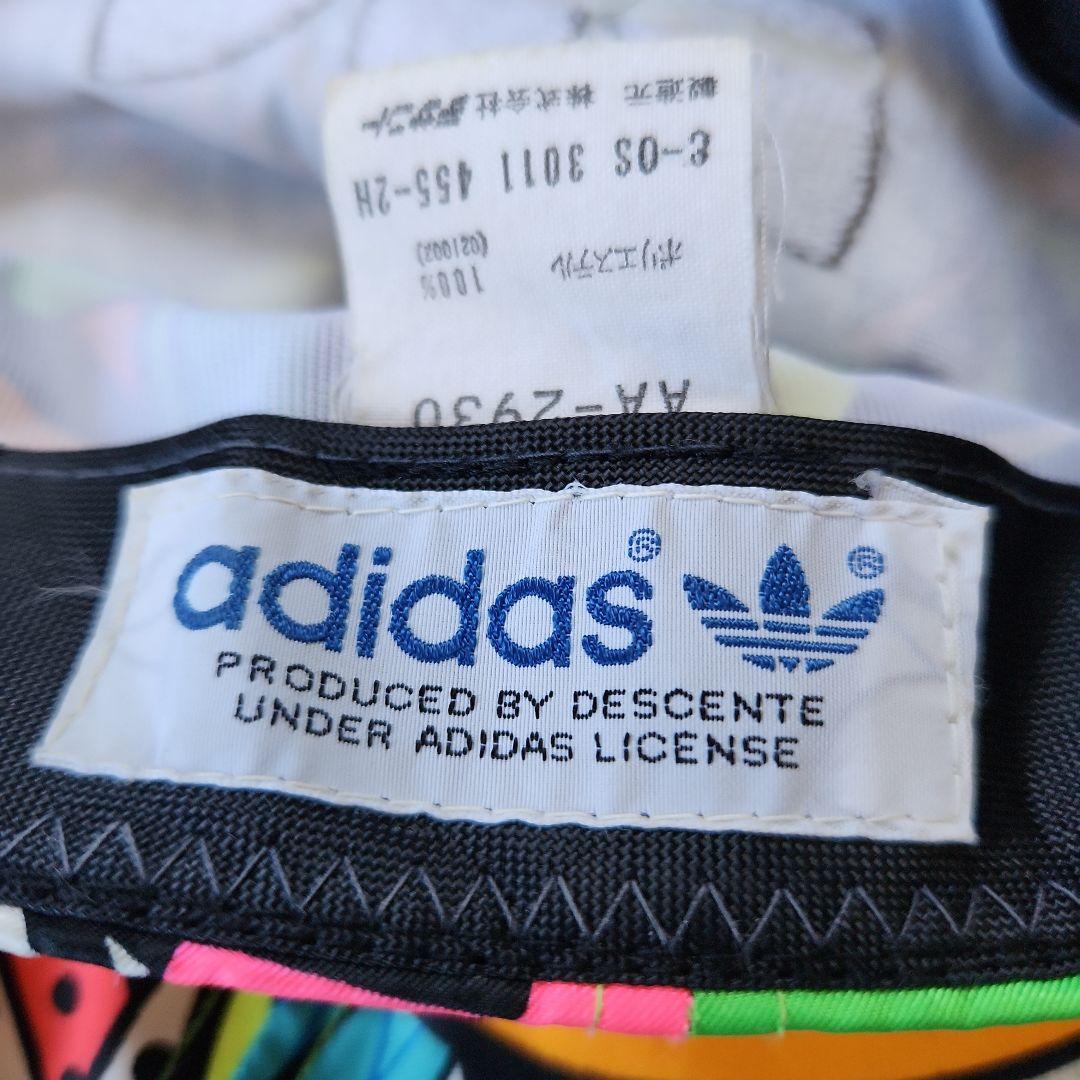 AA-2930
ポリエステル 100%
(021002)
3-OS 3011 455-2H
製造元 株式会社デサント
adidas®
®
PRODUCED BY DESCENTE
UNDER ADIDAS LICENSE